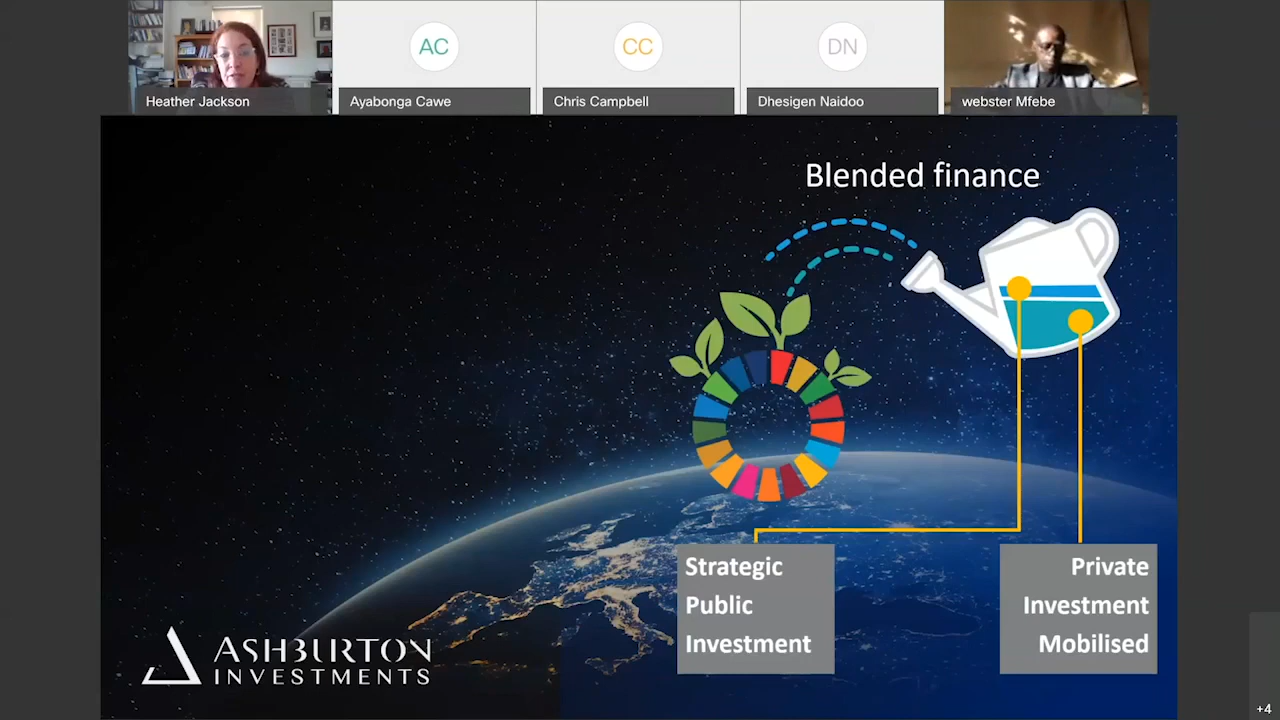 AC
CC
DN
Heather Jackson
Ayabonga Cawe
Chris Campbell
Dhesigen Naidoo
webster Mfebe
Blended finance
Strategic
Public
Investment
Private
Investment
Mobilised
ASHBURTON
INVESTMENTS
+4